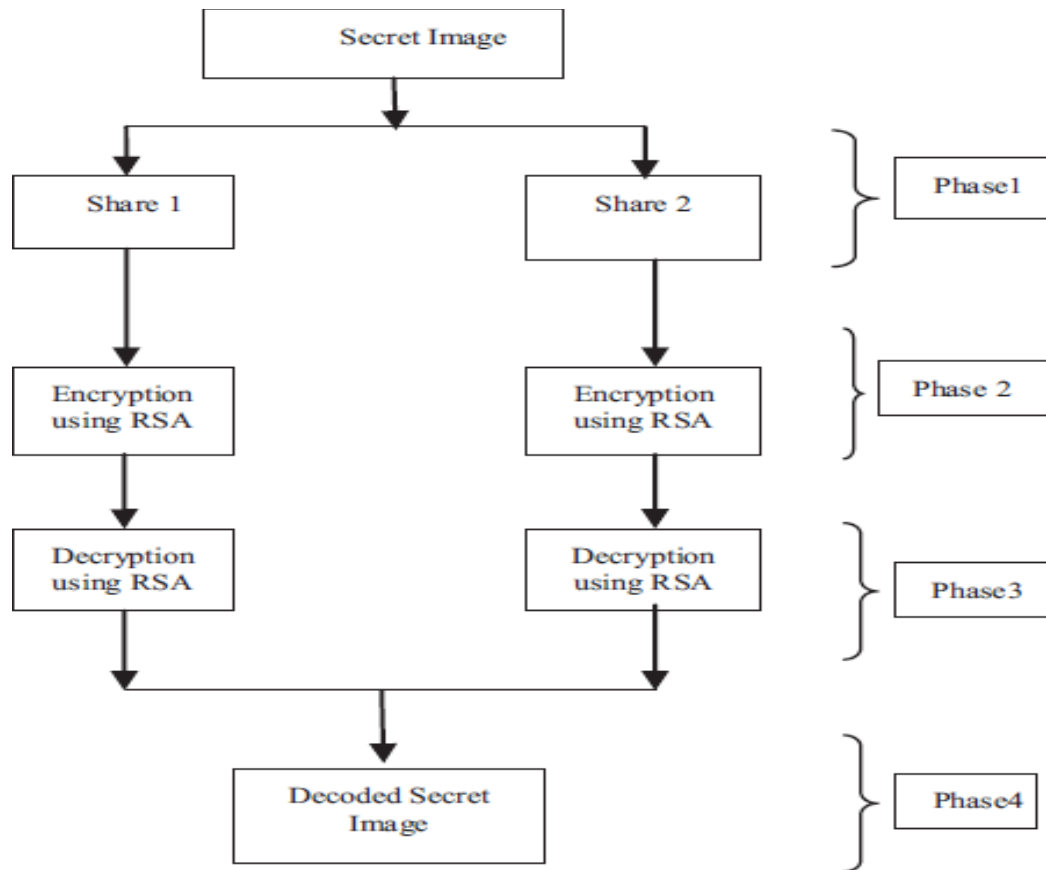 Secret Image
Share 1
Share 2
Phase1
Encryption
using RSA
Encryption
using RSA
Phase 2
Decryption
using RSA
Decryption
using RSA
Phase3
Decoded Secret
Image
Phase4